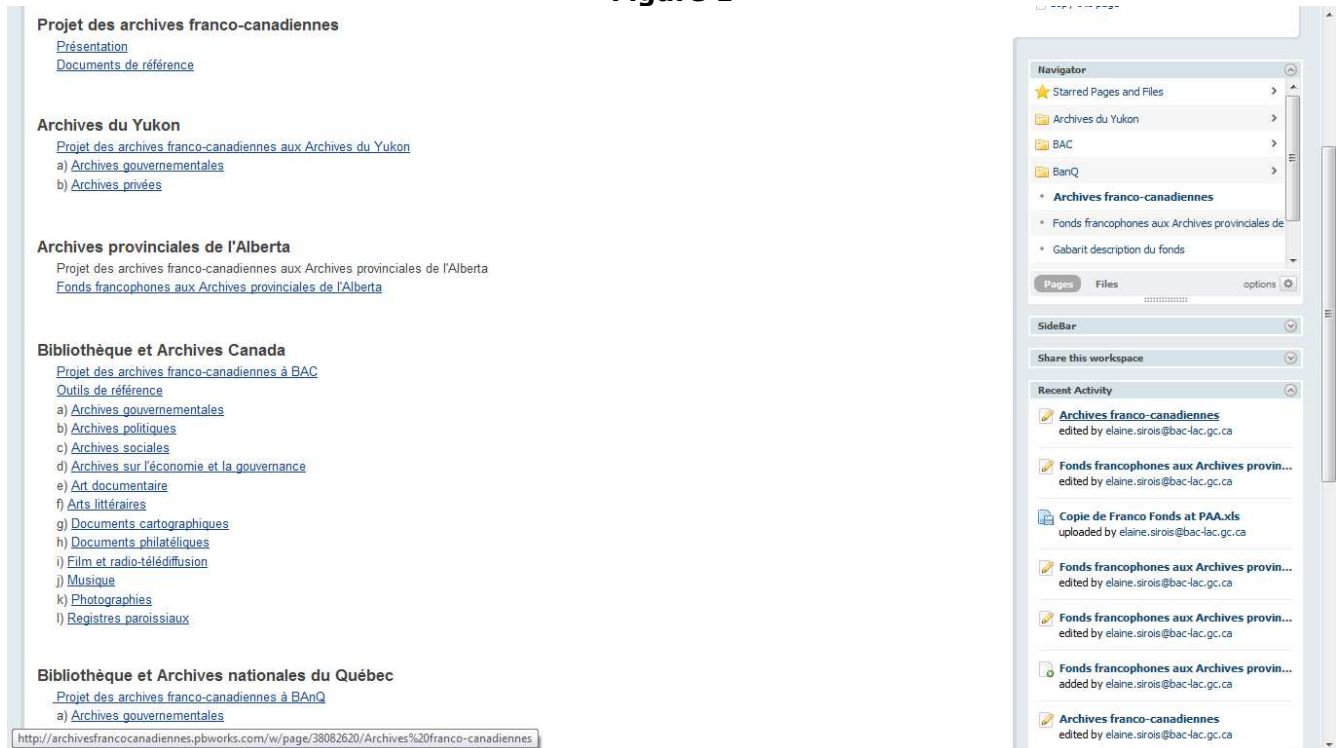 Projet des archives franco-canadiennes
Présentation
Documents de référence
Archives du Yukon
Projet des archives franco-canadiennes aux Archives du Yukon
a) Archives gouvernementales
b) Archives privées
Archives provinciales de l'Alberta
Projet des archives franco-canadiennes aux Archives provinciales de l'Alberta
Fonds francophones aux Archives provinciales de l'Alberta
Bibliothèque et Archives Canada
Projet des archives franco-canadiennes à BAC
Outils de référence
a) Archives gouvernementales
b) Archives politiques
c) Archives sociales
d) Archives sur l'économie et la gouvernance
e) Art documentaire
f) Arts littéraires
g) Documents cartographiques
h) Documents philatéliques
i) Film et radio-télédiffusion
j) Musique
k) Photographies
l) Registres paroissiaux
Bibliothèque et Archives nationales du Québec
Projet des archives franco-canadiennes à BAnQ
a) Archives gouvernementales
http://archivesfrancocanadiennes.pbworks.com/w/page/38082620/Archives%20franco-canadiennes
Navigator
Starred Pages and Files
Archives du Yukon
BAC
BanQ
Archives franco-canadiennes
Fonds francophones aux Archives provinciales de
Gabarit description du fonds
Pages Files options
SideBar
Share this workspace
Recent Activity
Archives franco-canadiennes
edited by elaine.sirois@bac-lac.gc.ca
Fonds francophones aux Archives provin...
edited by elaine.sirois@bac-lac.gc.ca
Copie de Franco Fonds at PAA.xls
uploaded by elaine.sirois@bac-lac.gc.ca
Fonds francophones aux Archives provin...
edited by elaine.sirois@bac-lac.gc.ca
Fonds francophones aux Archives provin...
edited by elaine.sirois@bac-lac.gc.ca
Fonds francophones aux Archives provin...
added by elaine.sirois@bac-lac.gc.ca
Archives franco-canadiennes
edited by elaine.sirois@bac-lac.gc.ca